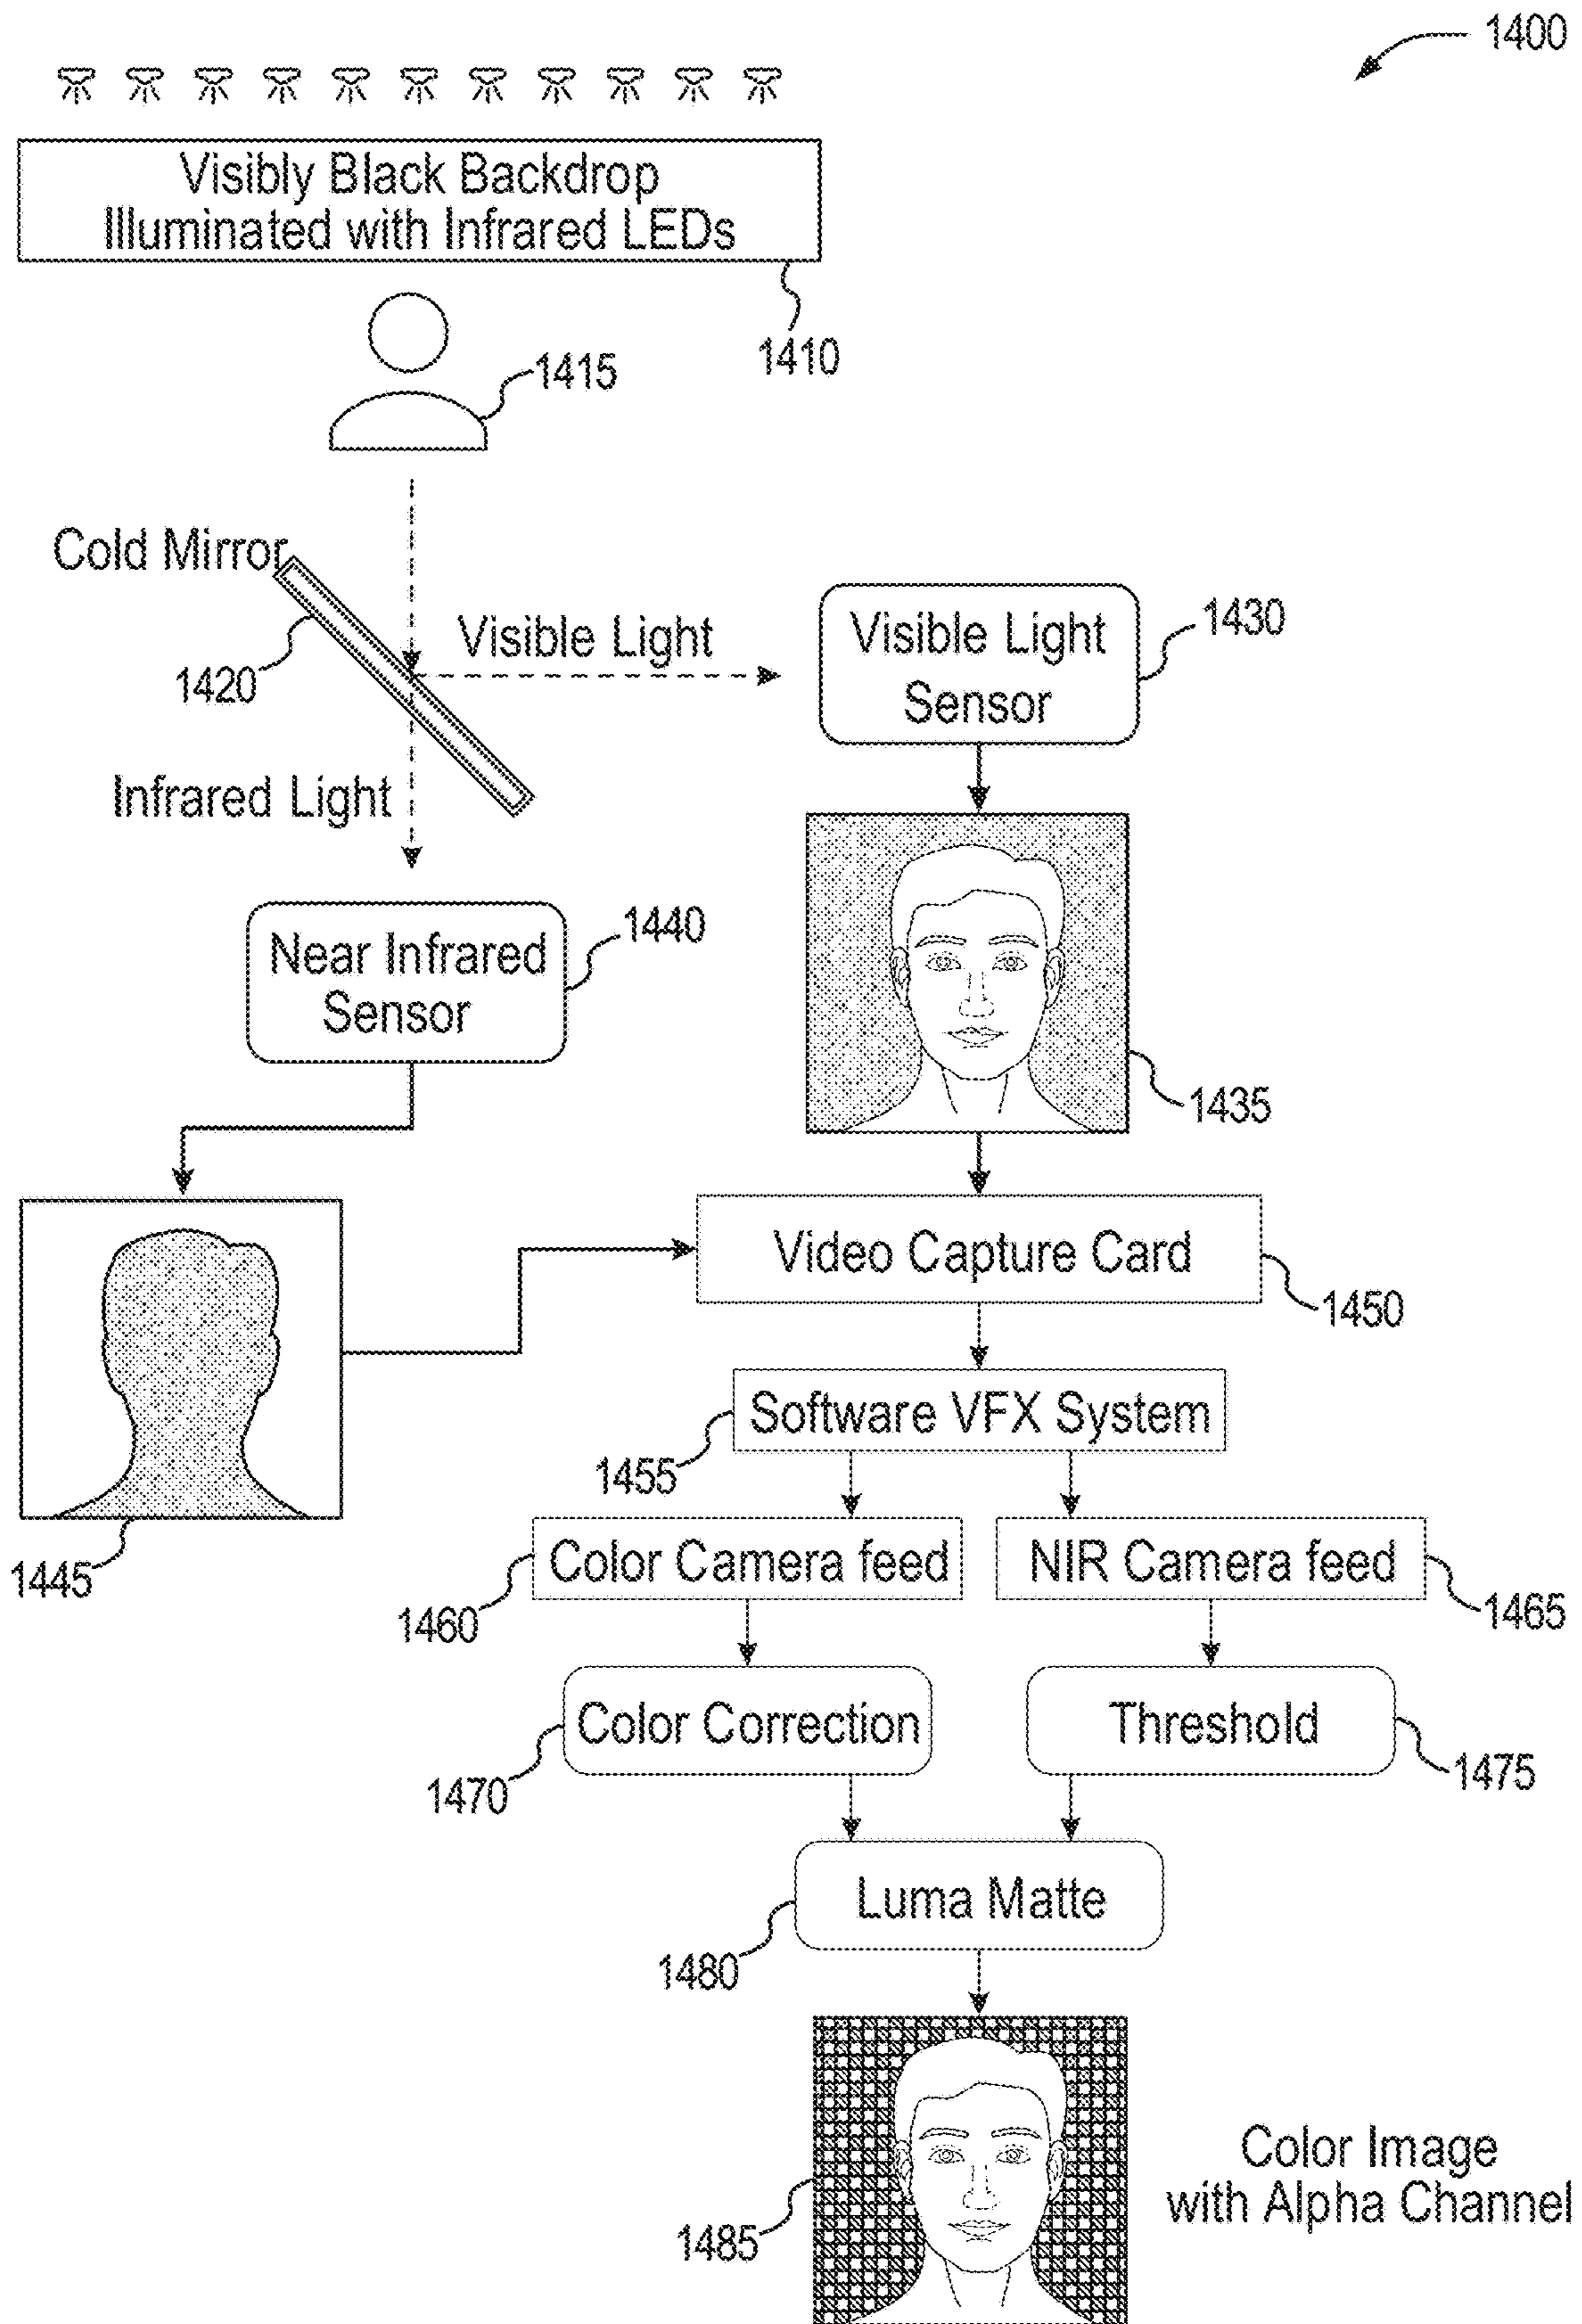 1400
Visibly Black Backdrop
Illuminated with Infrared LEDs
1410
1415
Cold Mirror
1420
Visible Light
Visible Light
Sensor
1430
Infrared Light
Near Infrared
Sensor
1440
1435
1445
Video Capture Card
1450
Software VFX System
1455
Color Camera feed
1460
NIR Camera feed
1465
Color Correction
1470
Threshold
1475
Luma Matte
1480
1485
Color Image
with Alpha Channel